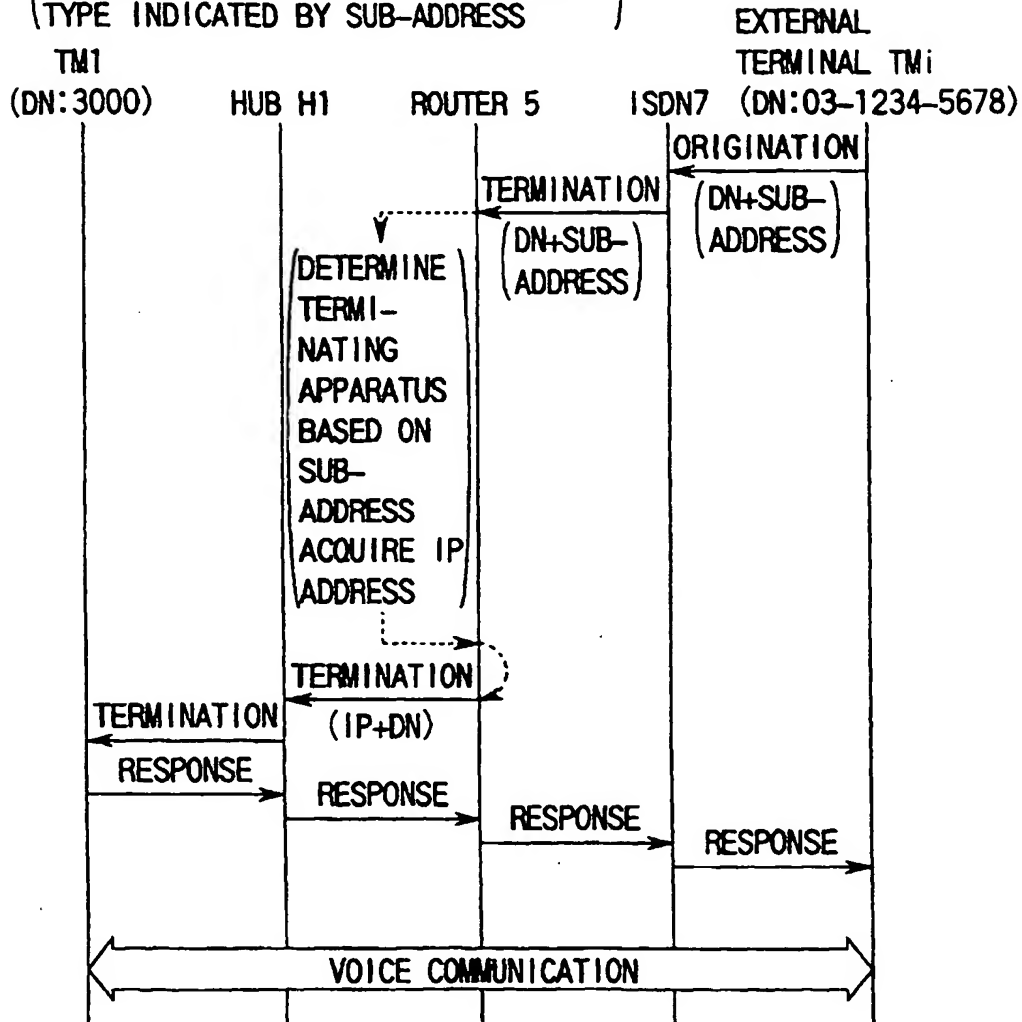 (TYPE INDICATED BY SUB-ADDRESS )
EXTERNAL
TM1 TERMINAL TMi
(DN:3000) HUB H1 ROUTER 5 ISDN7 (DN:03-1234-5678)
ORIGINATION
(DN+SUB-
ADDRESS)
TERMINATION
(DN+SUB-
ADDRESS)
(DETERMINE
TERMI-
NATING
APPARATUS
BASED ON
SUB-
ADDRESS
ACQUIRE IP
ADDRESS)
TERMINATION
(IP+DN)
TERMINATION
RESPONSE
RESPONSE
RESPONSE
RESPONSE
VOICE COMMUNICATION